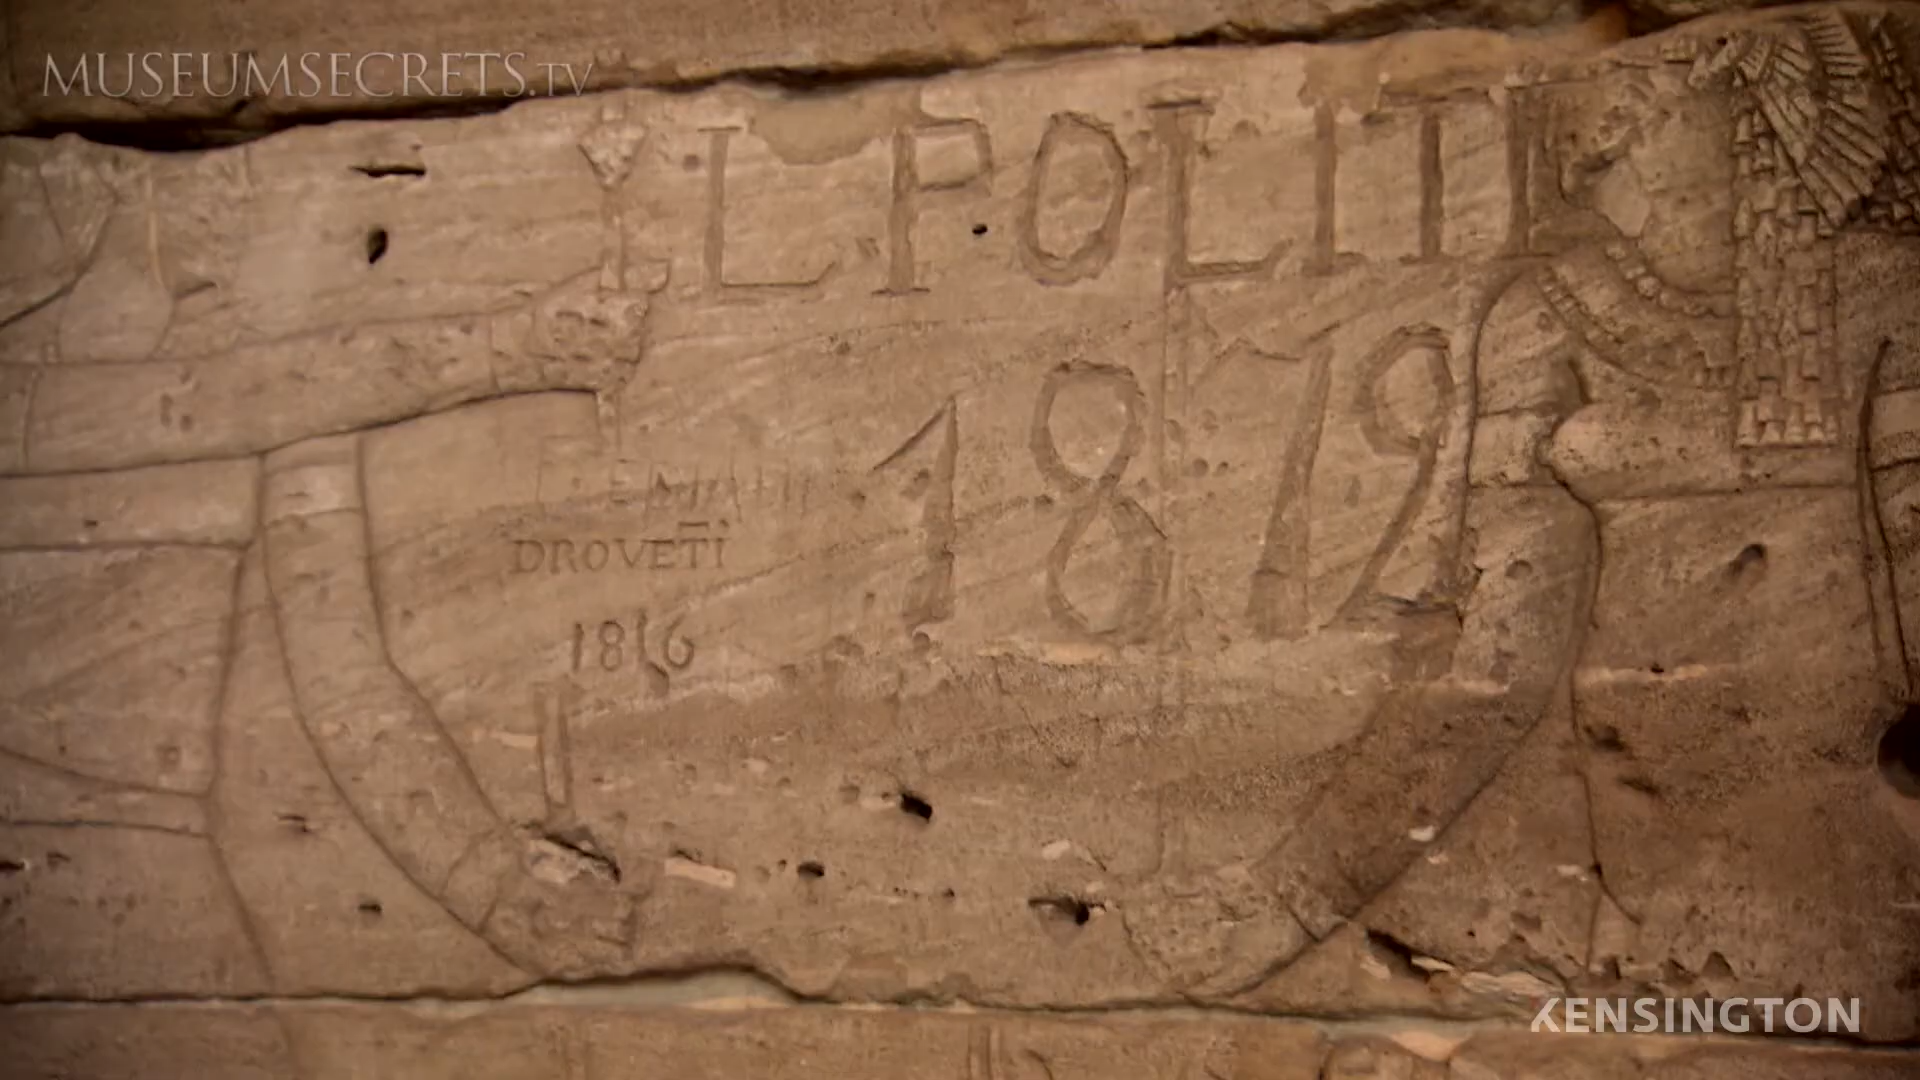 MUSEUMSECRETS.TV
L. POLITI
1819
DROVETI
1816
KENSINGTON